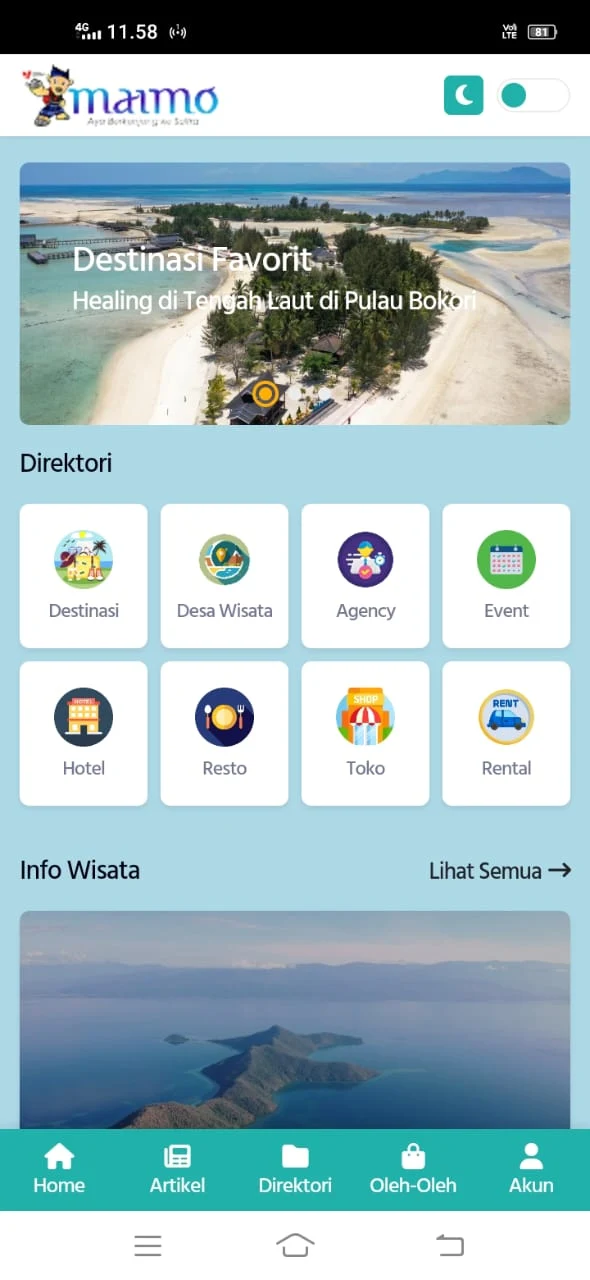 4G 11.58 Vo) LTE 81
maimo
Ayo Berkunjung ke Sultra
Destinasi Favorit
Healing di Tengah Laut di Pulau Bokori
Direktori
Destinasi
Desa Wisata
Agency
Event
HOTEL
SHOP
RENT
Hotel
Resto
Toko
Rental
Info Wisata
Lihat Semua →
Home
Artikel
Direktori
Oleh-Oleh
Akun